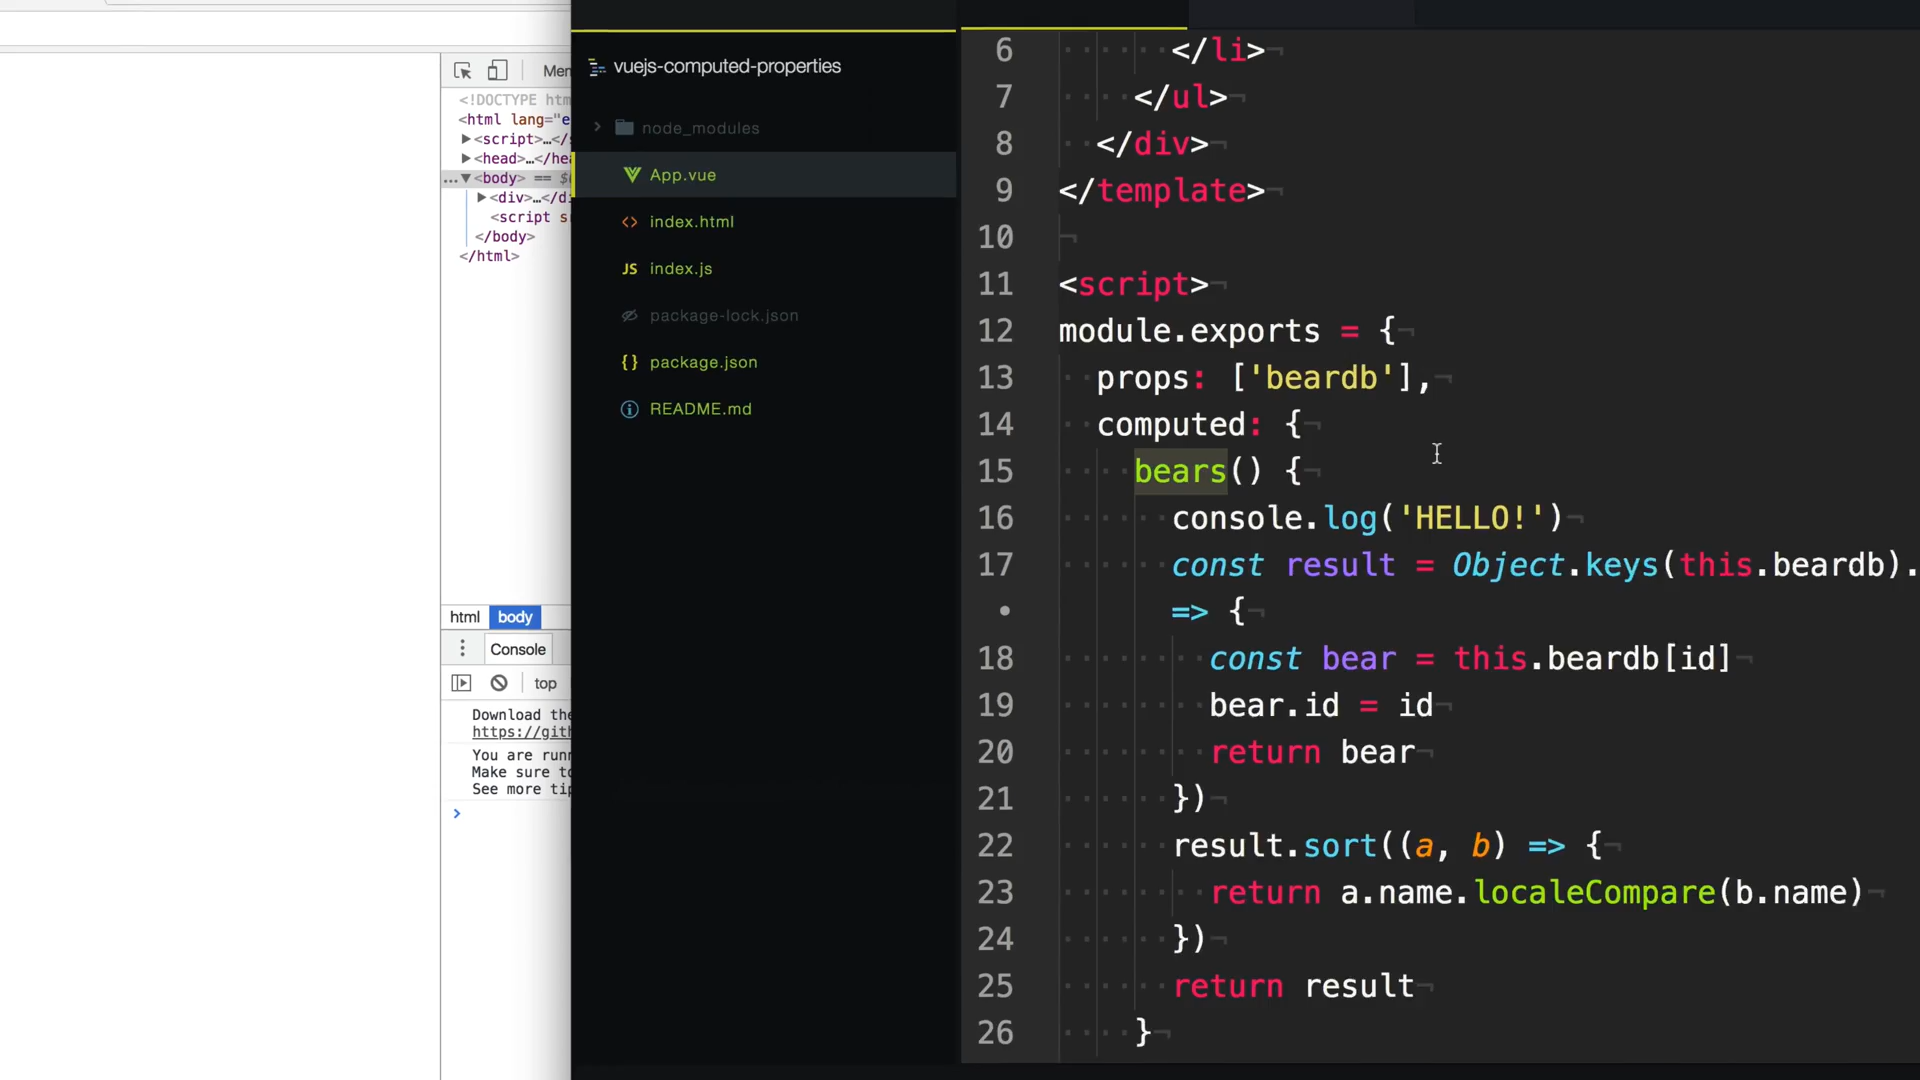 Men
<!DOCTYPE htm
<html lang="e
▶<script>…</s
▶<head>…</hea
…▼<body> == $
▶<div>…</di
<script s
</body>
</html>
html body
Console
top
Download the
https://gith
You are runn
Make sure to
See more tip
>
vuejs-computed-properties
node_modules
App.vue
<> index.html
JS index.js
package-lock.json
{} package.json
README.md
6 </li>
7 </ul>
8 </div>
9 </template>
10
11 <script>
12 module.exports = {
13 props: ['beardb'],
14 computed: {
15 bears() {
16 console.log('HELLO!')
17 const result = Object.keys(this.beardb).
• => {
18 const bear = this.beardb[id]
19 bear.id = id
20 return bear
21 })
22 result.sort((a, b) => {
23 return a.name.localeCompare(b.name)
24 })
25 return result
26 }